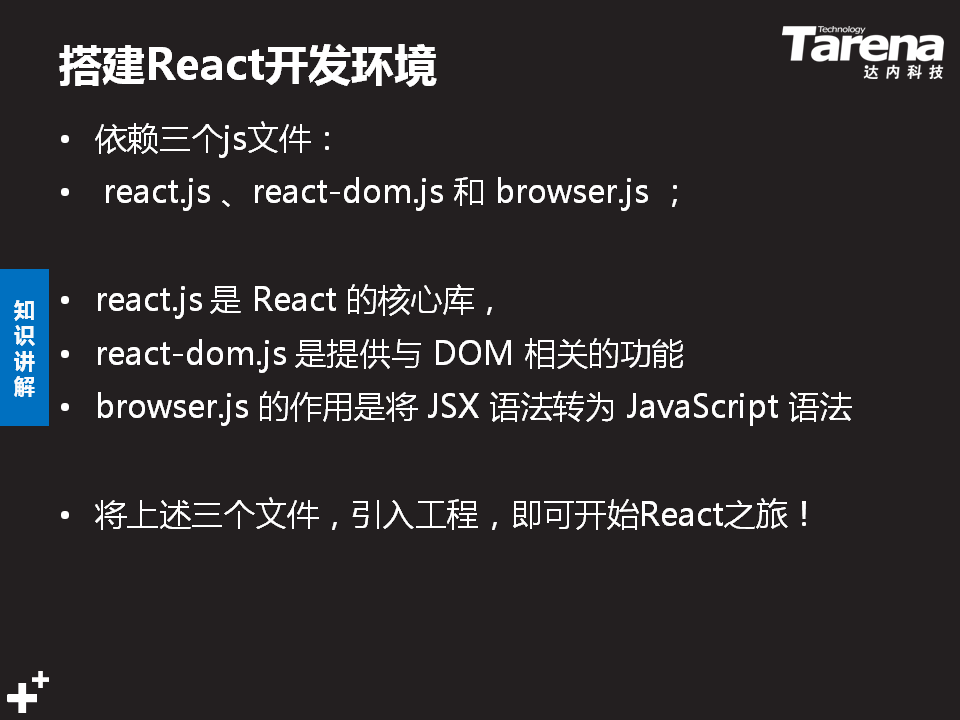 搭建React开发环境
Technology
Tarena
达内科技
• 依赖三个js文件：
• react.js 、react-dom.js 和 browser.js ；
• react.js 是 React 的核心库，
• react-dom.js 是提供与 DOM 相关的功能
• browser.js 的作用是将 JSX 语法转为 JavaScript 语法
• 将上述三个文件，引入工程，即可开始React之旅！
知识讲解